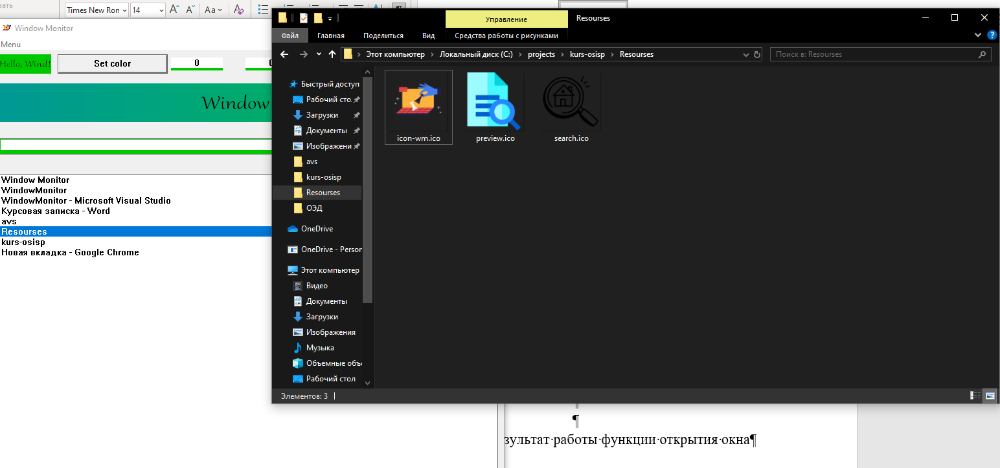 Times New Ron
14
Aa
Window Monitor
Menu
Hello, Wind!
Set color
0
Window
Window Monitor
WindowMonitor
WindowMonitor - Microsoft Visual Studio
Курсовая записка - Word
avs
Resourses
kurs-osisp
Новая вкладка - Google Chrome
Управление
Resourses
Файл
Главная
Поделиться
Вид
Средства работы с рисунками
Этот компьютер
Локальный диск (C:)
projects
kurs-osisp
Resourses
Поиск в: Resourses
Быстрый доступ
Рабочий сто.
Загрузки
Документы
Изображени
avs
kurs-osisp
Resourses
ОЭД
OneDrive
OneDrive - Person
Этот компьютер
Видео
Документы
Загрузки
Изображения
Музыка
Объемные объ
Рабочий стол
icon-wm.ico
preview.ico
search.ico
Элементов: 3
¶
зультат·работы·функции·открытия·окна¶